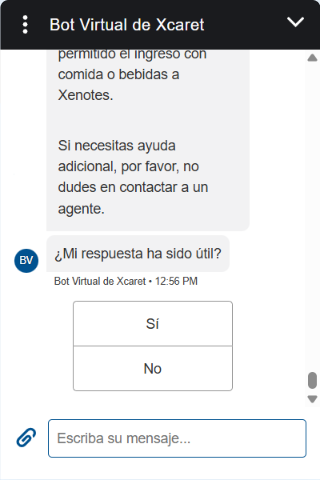 Bot Virtual de Xcaret
permitido el ingreso con
comida o bebidas a
Xenotes.
Si necesitas ayuda
adicional, por favor, no
dudes en contactar a un
agente.
BV
¿Mi respuesta ha sido útil?
Bot Virtual de Xcaret • 12:56 PM
Sí
No
Escriba su mensaje...